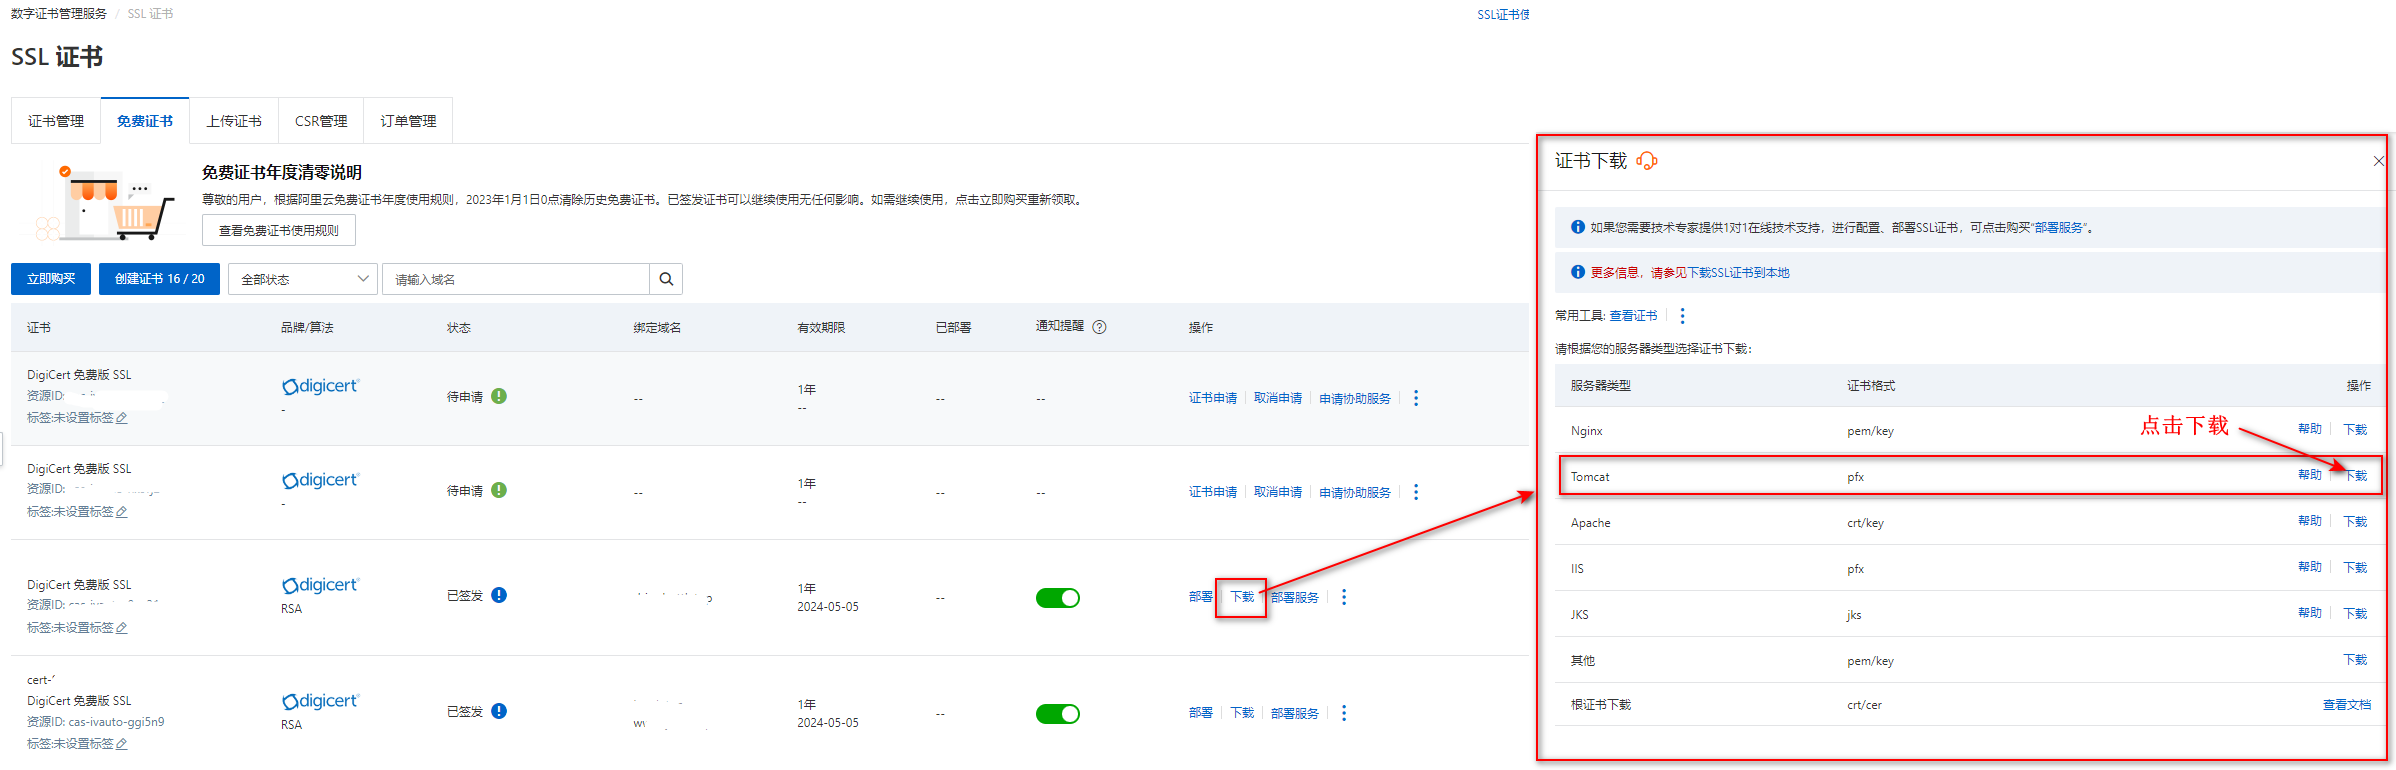 数字证书管理服务 / SSL 证书
SSL证书使
SSL 证书
证书管理 免费证书 上传证书 CSR管理 订单管理
免费证书年度清零说明
尊敬的用户，根据阿里云免费证书年度使用规则，2023年1月1日0点清除历史免费证书。已签发证书可以继续使用无任何影响。如需继续使用，点击立即购买重新领取。
查看免费证书使用规则
立即购买 创建证书 16 / 20 全部状态 请输入域名
证书 品牌/算法 状态 绑定域名 有效期限 已部署 通知提醒 操作
DigiCert 免费版 SSL
资源ID:
标签:未设置标签
digicert
-
待申请
--
1年
--
--
--
证书申请 取消申请 申请协助服务
DigiCert 免费版 SSL
资源ID:
标签:未设置标签
digicert
-
待申请
--
1年
--
--
--
证书申请 取消申请 申请协助服务
DigiCert 免费版 SSL
资源ID:
标签:未设置标签
digicert
RSA
已签发
1年
2024-05-05
--
部署 下载 部署服务
cert-
DigiCert 免费版 SSL
资源ID: cas-ivauto-ggi5n9
标签:未设置标签
digicert
RSA
已签发
1年
2024-05-05
--
部署 下载 部署服务
证书下载
如果您需要技术专家提供1对1在线技术支持，进行配置、部署SSL证书，可点击购买“部署服务”。
更多信息，请参见下载SSL证书到本地
常用工具: 查看证书
请根据您的服务器类型选择证书下载：
服务器类型 证书格式 操作
点击下载
Nginx pem/key 帮助 下载
Tomcat pfx 帮助 下载
Apache crt/key 帮助 下载
IIS pfx 帮助 下载
JKS jks 帮助 下载
其他 pem/key 下载
根证书下载 crt/cer 查看文档